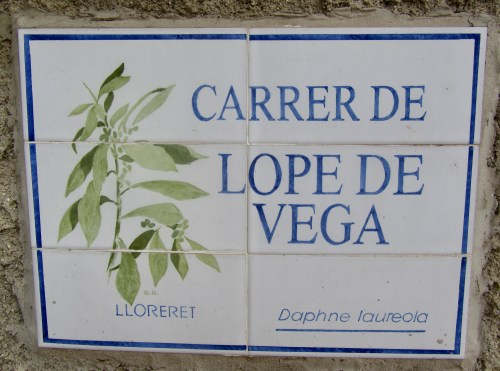 CARRER DE
LOPE DE
VEGA
LLORERET
Daphne laureola